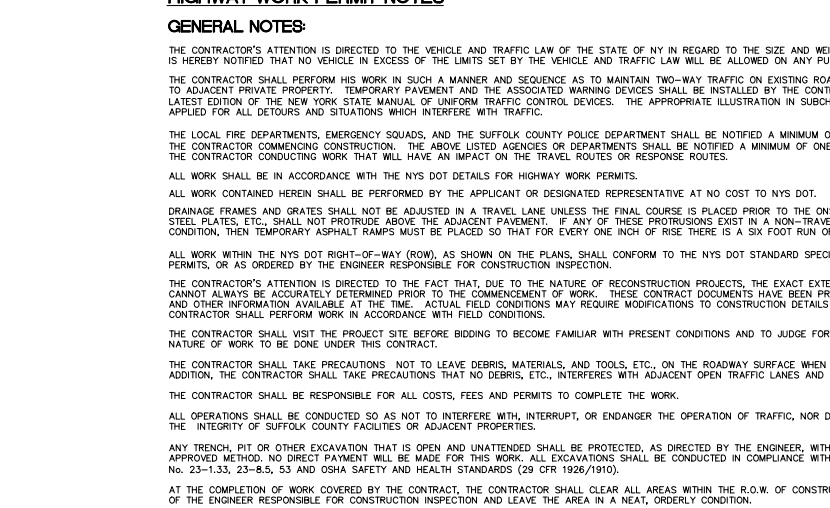 HIGHWAY WORK PERMIT NOTES
GENERAL NOTES:
THE CONTRACTOR'S ATTENTION IS DIRECTED TO THE VEHICLE AND TRAFFIC LAW OF THE STATE OF NY IN REGARD TO THE SIZE AND WEI
IS HEREBY NOTIFIED THAT NO VEHICLE IN EXCESS OF THE LIMITS SET BY THE VEHICLE AND TRAFFIC LAW WILL BE ALLOWED ON ANY PU
THE CONTRACTOR SHALL PERFORM HIS WORK IN SUCH A MANNER AND SEQUENCE AS TO MAINTAIN TWO-WAY TRAFFIC ON EXISTING ROA
TO ADJACENT PRIVATE PROPERTY. TEMPORARY PAVEMENT AND THE ASSOCIATED WARNING DEVICES SHALL BE INSTALLED BY THE CONT
LATEST EDITION OF THE NEW YORK STATE MANUAL OF UNIFORM TRAFFIC CONTROL DEVICES. THE APPROPRIATE ILLUSTRATION IN SUBCH
APPLIED FOR ALL DETOURS AND SITUATIONS WHICH INTERFERE WITH TRAFFIC.
THE LOCAL FIRE DEPARTMENTS, EMERGENCY SQUADS, AND THE SUFFOLK COUNTY POLICE DEPARTMENT SHALL BE NOTIFIED A MINIMUM O
THE CONTRACTOR COMMENCING CONSTRUCTION. THE ABOVE LISTED AGENCIES OR DEPARTMENTS SHALL BE NOTIFIED A MINIMUM OF ONE
THE CONTRACTOR CONDUCTING WORK THAT WILL HAVE AN IMPACT ON THE TRAVEL ROUTES OR RESPONSE ROUTES.
ALL WORK SHALL BE IN ACCORDANCE WITH THE NYS DOT DETAILS FOR HIGHWAY WORK PERMITS.
ALL WORK CONTAINED HEREIN SHALL BE PERFORMED BY THE APPLICANT OR DESIGNATED REPRESENTATIVE AT NO COST TO NYS DOT.
DRAINAGE FRAMES AND GRATES SHALL NOT BE ADJUSTED IN A TRAVEL LANE UNLESS THE FINAL COURSE IS PLACED PRIOR TO THE ONS
STEEL PLATES, ETC., SHALL NOT PROTRUDE ABOVE THE ADJACENT PAVEMENT. IF ANY OF THESE PROTRUSIONS EXIST IN A NON-TRAVE
CONDITION, THEN TEMPORARY ASPHALT RAMPS MUST BE PLACED SO THAT FOR EVERY ONE INCH OF RISE THERE IS A SIX FOOT RUN OF
ALL WORK WITHIN THE NYS DOT RIGHT-OF-WAY (ROW), AS SHOWN ON THE PLANS, SHALL CONFORM TO THE NYS DOT STANDARD SPECI
PERMITS, OR AS ORDERED BY THE ENGINEER RESPONSIBLE FOR CONSTRUCTION INSPECTION.
THE CONTRACTOR'S ATTENTION IS DIRECTED TO THE FACT THAT, DUE TO THE NATURE OF RECONSTRUCTION PROJECTS, THE EXACT EXTE
CANNOT ALWAYS BE ACCURATELY DETERMINED PRIOR TO THE COMMENCEMENT OF WORK. THESE CONTRACT DOCUMENTS HAVE BEEN PR
AND OTHER INFORMATION AVAILABLE AT THE TIME. ACTUAL FIELD CONDITIONS MAY REQUIRE MODIFICATIONS TO CONSTRUCTION DETAILS
CONTRACTOR SHALL PERFORM WORK IN ACCORDANCE WITH FIELD CONDITIONS.
THE CONTRACTOR SHALL VISIT THE PROJECT SITE BEFORE BIDDING TO BECOME FAMILIAR WITH PRESENT CONDITIONS AND TO JUDGE FOR
NATURE OF WORK TO BE DONE UNDER THIS CONTRACT.
THE CONTRACTOR SHALL TAKE PRECAUTIONS NOT TO LEAVE DEBRIS, MATERIALS, AND TOOLS, ETC., ON THE ROADWAY SURFACE WHEN
ADDITION, THE CONTRACTOR SHALL TAKE PRECAUTIONS THAT NO DEBRIS, ETC., INTERFERES WITH ADJACENT OPEN TRAFFIC LANES AND
THE CONTRACTOR SHALL BE RESPONSIBLE FOR ALL COSTS, FEES AND PERMITS TO COMPLETE THE WORK.
ALL OPERATIONS SHALL BE CONDUCTED SO AS NOT TO INTERFERE WITH, INTERRUPT, OR ENDANGER THE OPERATION OF TRAFFIC, NOR D
THE INTEGRITY OF SUFFOLK COUNTY FACILITIES OR ADJACENT PROPERTIES.
ANY TRENCH, PIT OR OTHER EXCAVATION THAT IS OPEN AND UNATTENDED SHALL BE PROTECTED, AS DIRECTED BY THE ENGINEER, WITH
APPROVED METHOD. NO DIRECT PAYMENT WILL BE MADE FOR THIS WORK. ALL EXCAVATIONS SHALL BE CONDUCTED IN COMPLIANCE WITH
No. 23-1.33, 23-8.5, 53 AND OSHA SAFETY AND HEALTH STANDARDS (29 CFR 1926/1910).
AT THE COMPLETION OF WORK COVERED BY THE CONTRACT, THE CONTRACTOR SHALL CLEAR ALL AREAS WITHIN THE R.O.W. OF CONSTRU
OF THE ENGINEER RESPONSIBLE FOR CONSTRUCTION INSPECTION AND LEAVE THE AREA IN A NEAT, ORDERLY CONDITION.